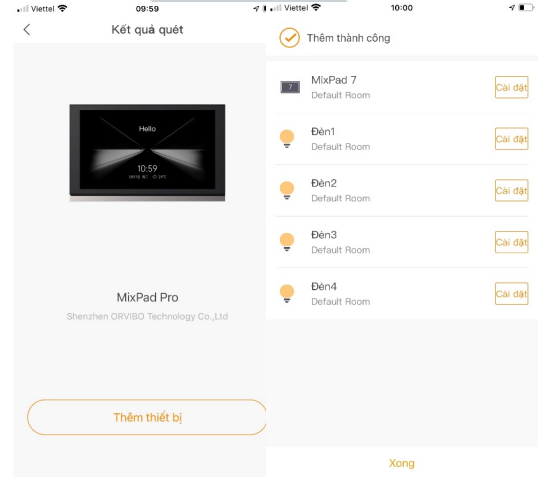 Viettel
09:59
Kết quả quét
Hello
10:59
MixPad Pro
Shenzhen ORVIBO Technology Co.,Ltd
Thêm thiết bị
Viettel
10:00
Thêm thành công
7
MixPad 7
Default Room
Cài đặt
Đèn1
Default Room
Cài đặt
Đèn2
Default Room
Cài đặt
Đèn3
Default Room
Cài đặt
Đèn4
Default Room
Cài đặt
Xong